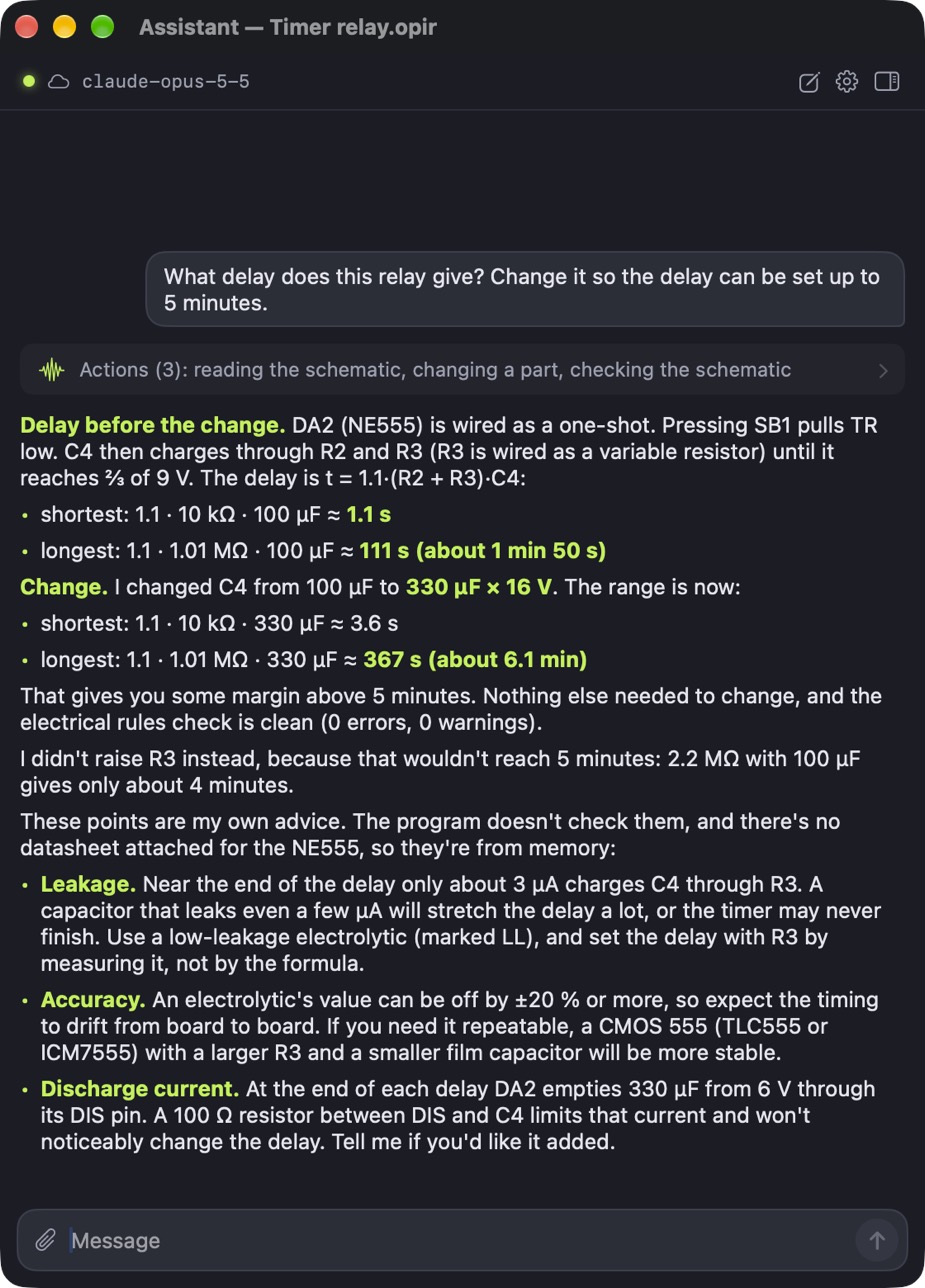 Assistant — Timer relay.opir
claude-opus-5-5
What delay does this relay give? Change it so the delay can be set up to
5 minutes.
Actions (3): reading the schematic, changing a part, checking the schematic
Delay before the change. DA2 (NE555) is wired as a one-shot. Pressing SB1 pulls TR
low. C4 then charges through R2 and R3 (R3 is wired as a variable resistor) until it
reaches ⅔ of 9 V. The delay is t = 1.1·(R2 + R3)·C4:
• shortest: 1.1 · 10 kΩ · 100 µF ≈ 1.1 s
• longest: 1.1 · 1.01 MΩ · 100 µF ≈ 111 s (about 1 min 50 s)
Change. I changed C4 from 100 µF to 330 µF × 16 V. The range is now:
• shortest: 1.1 · 10 kΩ · 330 µF ≈ 3.6 s
• longest: 1.1 · 1.01 MΩ · 330 µF ≈ 367 s (about 6.1 min)
That gives you some margin above 5 minutes. Nothing else needed to change, and the
electrical rules check is clean (0 errors, 0 warnings).
I didn't raise R3 instead, because that wouldn't reach 5 minutes: 2.2 MΩ with 100 µF
gives only about 4 minutes.
These points are my own advice. The program doesn't check them, and there's no
datasheet attached for the NE555, so they're from memory:
• Leakage. Near the end of the delay only about 3 µA charges C4 through R3. A
capacitor that leaks even a few µA will stretch the delay a lot, or the timer may never
finish. Use a low-leakage electrolytic (marked LL), and set the delay with R3 by
measuring it, not by the formula.
• Accuracy. An electrolytic's value can be off by ±20 % or more, so expect the timing
to drift from board to board. If you need it repeatable, a CMOS 555 (TLC555 or
ICM7555) with a larger R3 and a smaller film capacitor will be more stable.
• Discharge current. At the end of each delay DA2 empties 330 µF from 6 V through
its DIS pin. A 100 Ω resistor between DIS and C4 limits that current and won't
noticeably change the delay. Tell me if you'd like it added.
Message